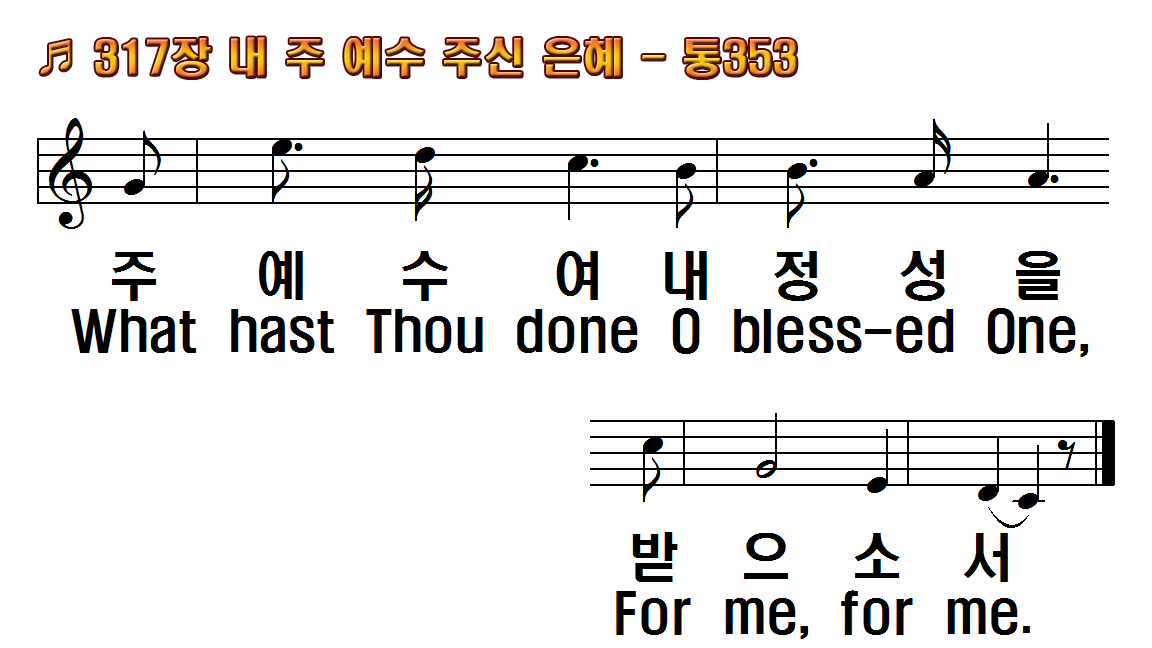 ♬ 317장 내 주 예수 주신 은혜 - 통353
주 예 수 여 내 정 성 을
What hast Thou done O bless-ed One,
받 으 소 서
For me, for me.